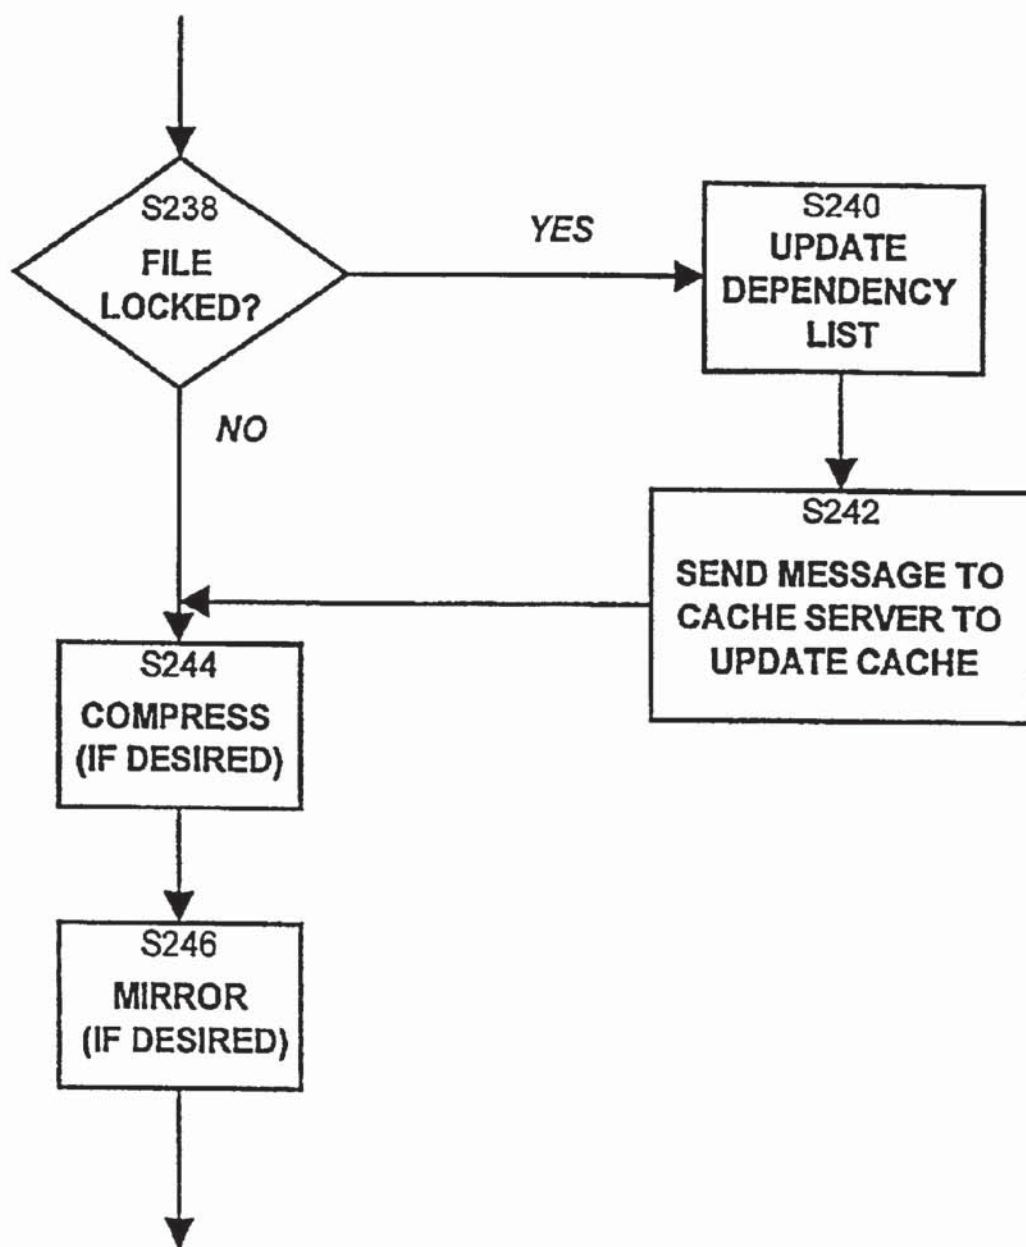 S238
FILE
LOCKED?
YES
S240
UPDATE
DEPENDENCY
LIST
NO
S242
SEND MESSAGE TO
CACHE SERVER TO
UPDATE CACHE
S244
COMPRESS
(IF DESIRED)
S246
MIRROR
(IF DESIRED)